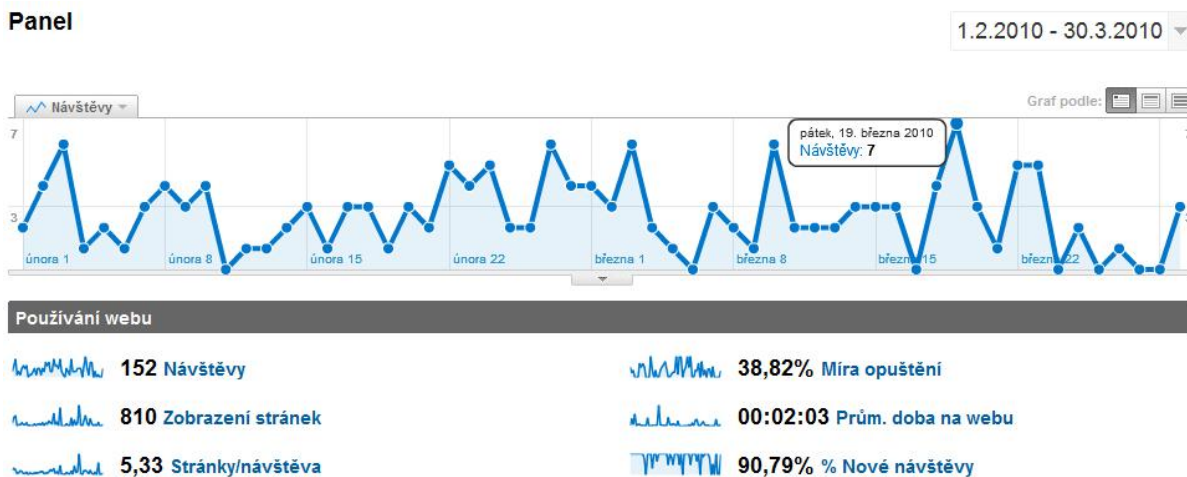 Panel
1.2.2010 - 30.3.2010
Návštěvy
Graf podle:
7
3
pátek, 19. března 2010
Návštěvy: 7
února 1
února 8
února 15
února 22
března 1
března 8
března 15
března 22
Používání webu
152 Návštěvy
38,82% Míra opuštění
810 Zobrazení stránek
00:02:03 Prům. doba na webu
5,33 Stránky/návštěva
90,79% % Nové návštěvy